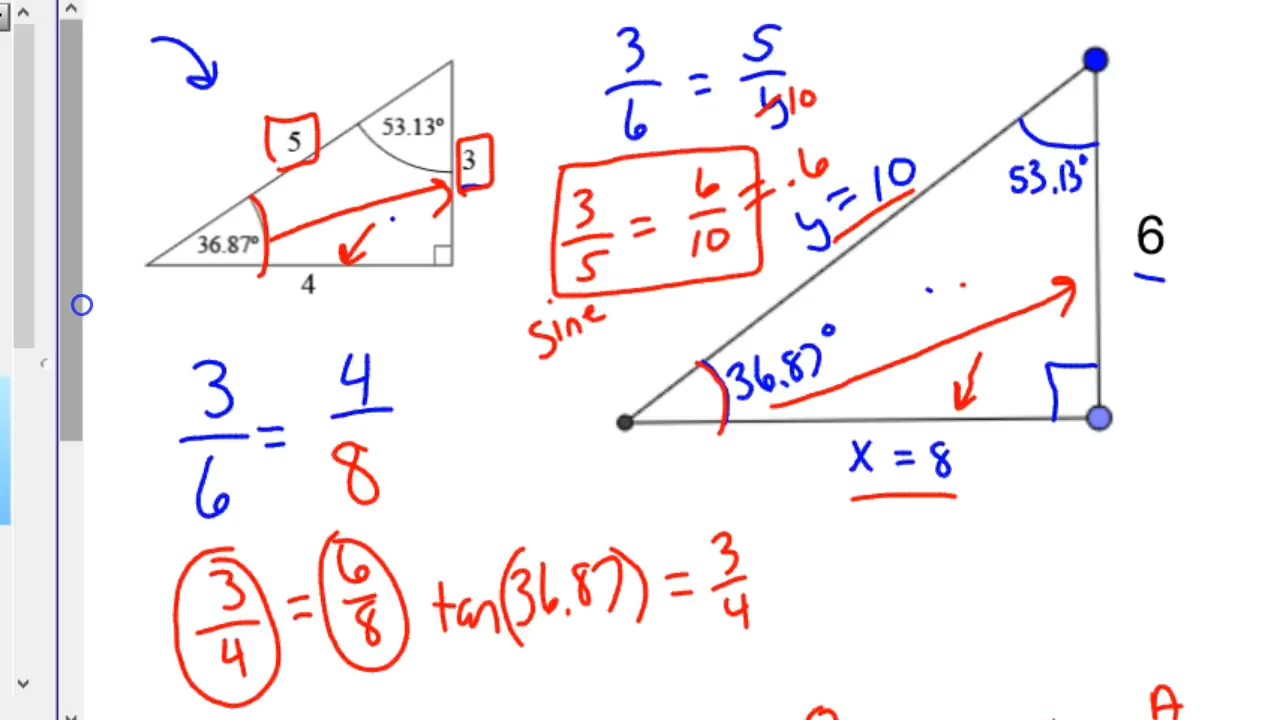 5
53.13°
3
36.87°
4
3/6 = 5/y 10
3/5 = 6/10 = .6
sine
y = 10
53.13°
6
36.87°
x = 8
3/6 = 4/8
3/4 = 6/8 tan(36.87) = 3/4
A